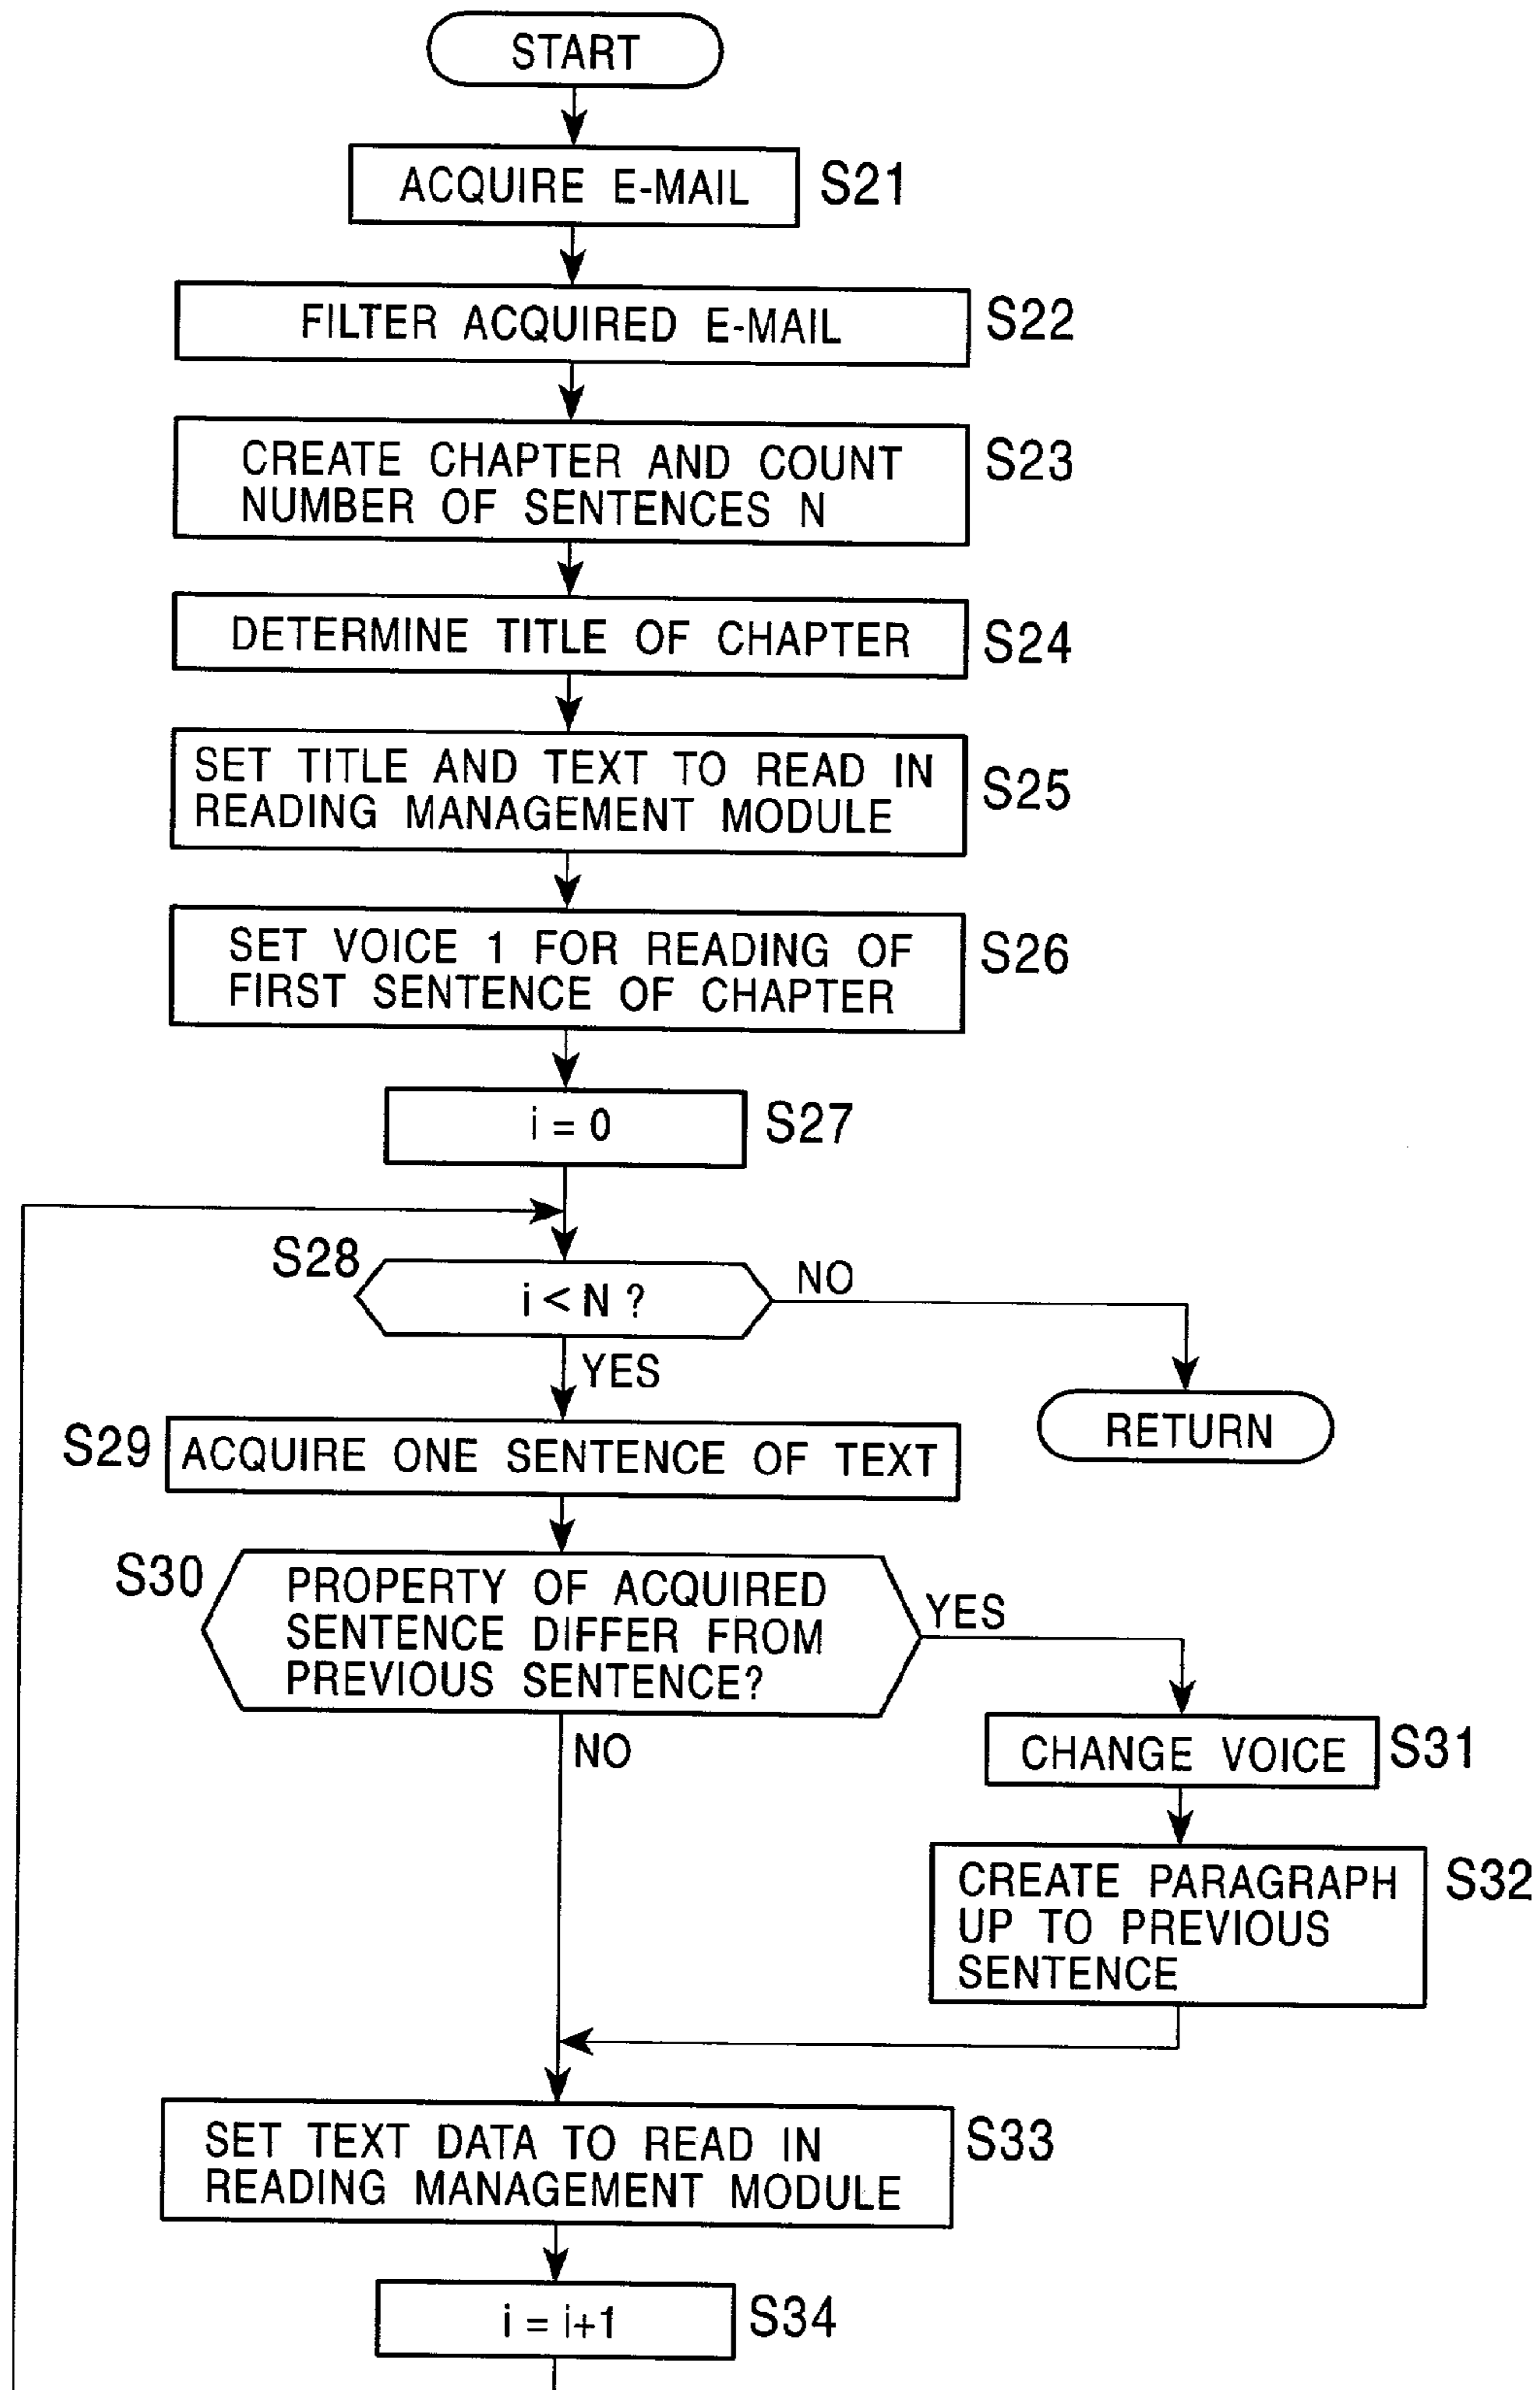 START
ACQUIRE E-MAIL S21
FILTER ACQUIRED E-MAIL S22
CREATE CHAPTER AND COUNT S23
NUMBER OF SENTENCES N
DETERMINE TITLE OF CHAPTER S24
SET TITLE AND TEXT TO READ IN
READING MANAGEMENT MODULE S25
SET VOICE 1 FOR READING OF S26
FIRST SENTENCE OF CHAPTER
i = 0 S27
S28 i < N ? NO
YES
RETURN
S29 ACQUIRE ONE SENTENCE OF TEXT
S30 PROPERTY OF ACQUIRED
SENTENCE DIFFER FROM YES
PREVIOUS SENTENCE?
NO
CHANGE VOICE S31
CREATE PARAGRAPH S32
UP TO PREVIOUS
SENTENCE
SET TEXT DATA TO READ IN S33
READING MANAGEMENT MODULE
i = i+1 S34